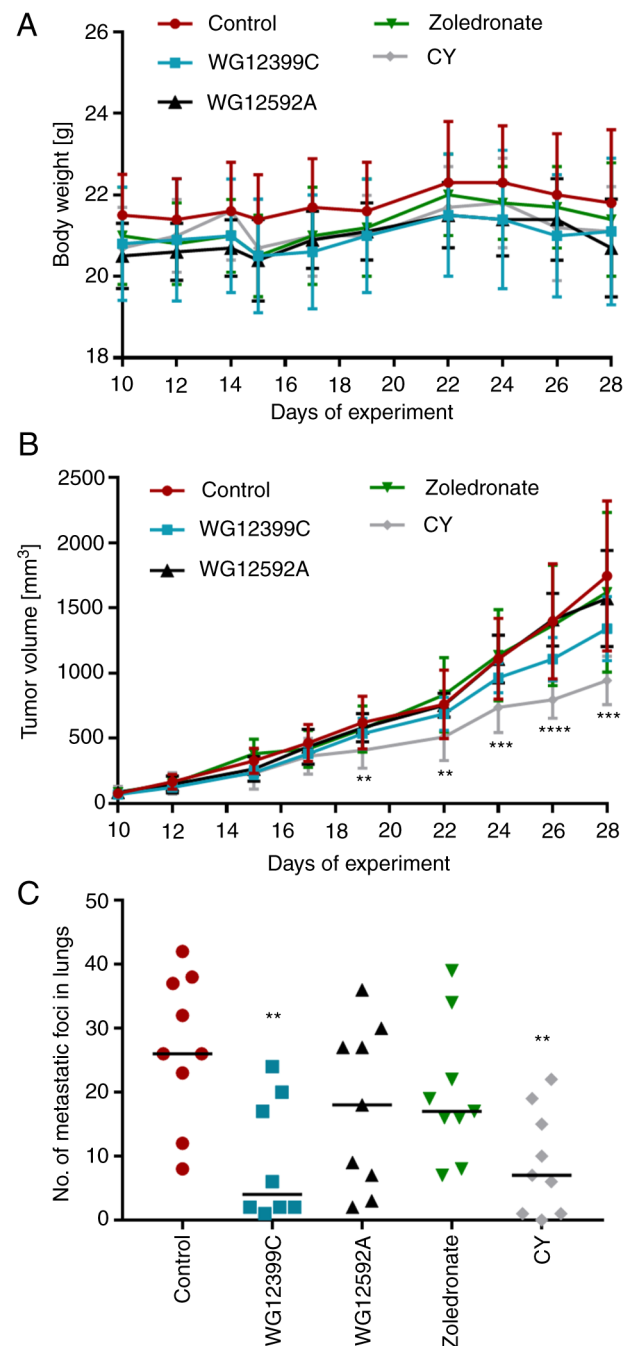 A
Control
Zoledronate
WG12399C
CY
WG12592A
Body weight [g]
26
24
22
20
18
10 12 14 16 18 20 22 24 26 28
Days of experiment
B
Control
Zoledronate
WG12399C
CY
WG12592A
Tumor volume [mm³]
2500
2000
1500
1000
500
0
** ** *** **** ***
10 12 14 16 18 20 22 24 26 28
Days of experiment
C
No. of metastatic foci in lungs
50
40
30
20
10
0
** **
Control
WG12399C
WG12592A
Zoledronate
CY